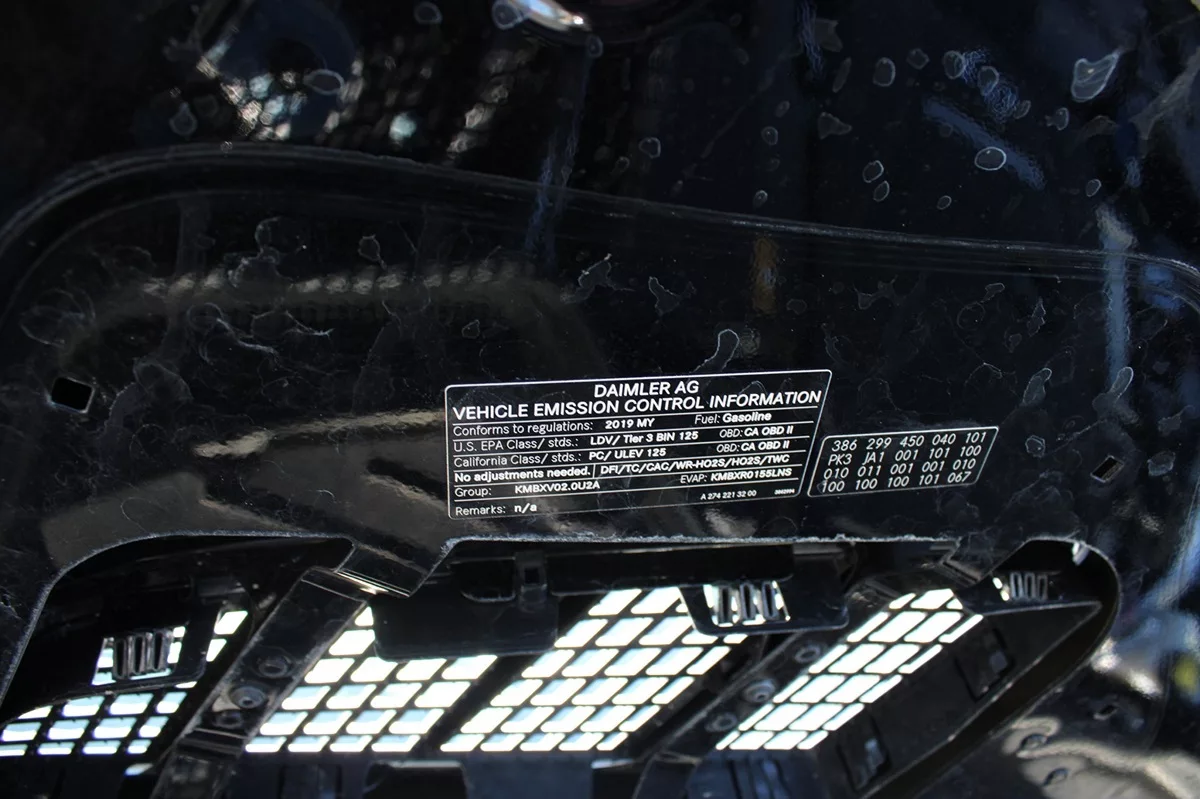 DAIMLER AG
VEHICLE EMISSION CONTROL INFORMATION
Conforms to regulations: 2019 MY Fuel: Gasoline
U.S. EPA Class/ stds.: LDV/ Tier 3 BIN 125 OBD: CA OBD II
California Class/ stds.: PC/ ULEV 125 OBD: CA OBD II
No adjustments needed. DFI/TC/CAC/WR-HO2S/HO2S/TWC
Group: KMBXV02.0U2A EVAP: KMBXR0155LNS
A 274 221 32 00
Remarks: n/a
386 299 450 040 101
PK3 JA1 001 101 100
010 011 001 001 010
100 100 100 101 067